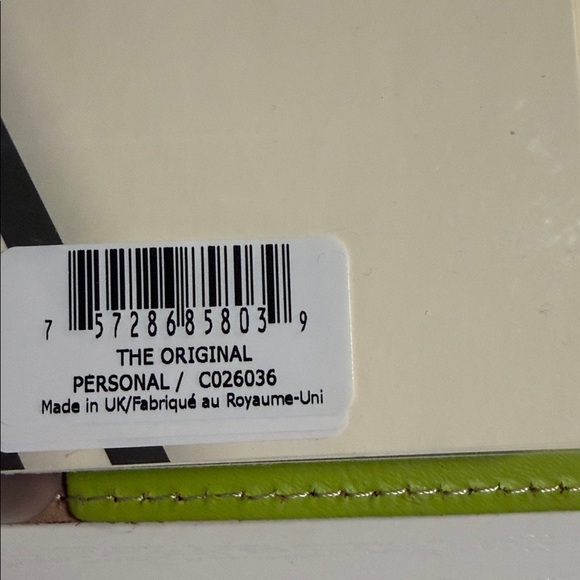 7 57286 85803 9
THE ORIGINAL
PERSONAL / C026036
Made in UK/Fabriqué au Royaume-Uni